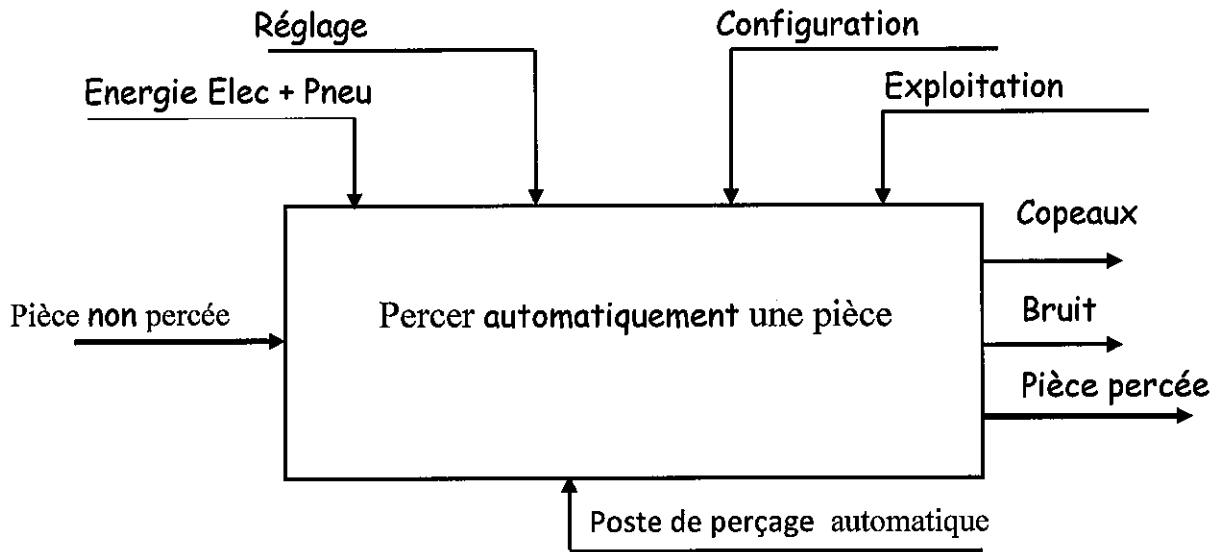 Réglage
Configuration
Energie Elec + Pneu
Exploitation
Copeaux
Pièce non percée
Percer automatiquement une pièce
Bruit
Pièce percée
Poste de perçage automatique